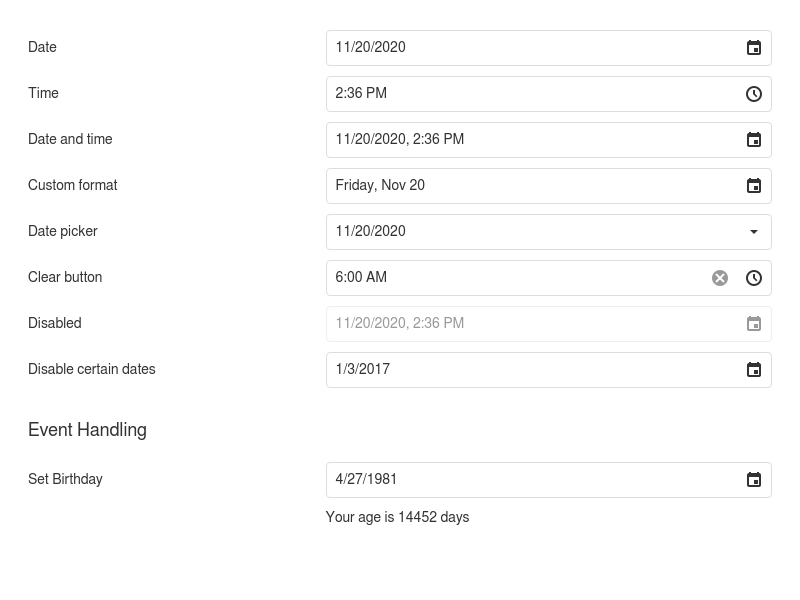 Date 11/20/2020
Time 2:36 PM
Date and time 11/20/2020, 2:36 PM
Custom format Friday, Nov 20
Date picker 11/20/2020
Clear button 6:00 AM
Disabled 11/20/2020, 2:36 PM
Disable certain dates 1/3/2017
Event Handling
Set Birthday 4/27/1981
Your age is 14452 days